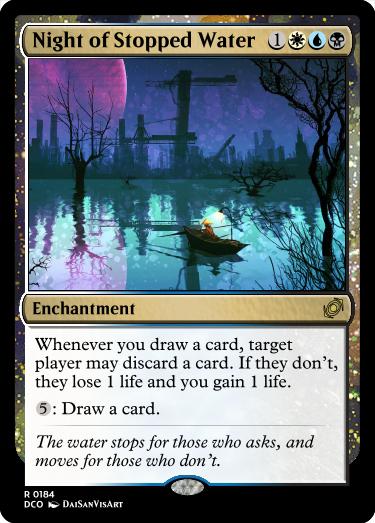 Night of Stopped Water 1
Enchantment
Whenever you draw a card, target
player may discard a card. If they don't,
they lose 1 life and you gain 1 life.
5: Draw a card.
The water stops for those who asks, and
moves for those who don't.
R 0184
DCO DaiSanVisArt